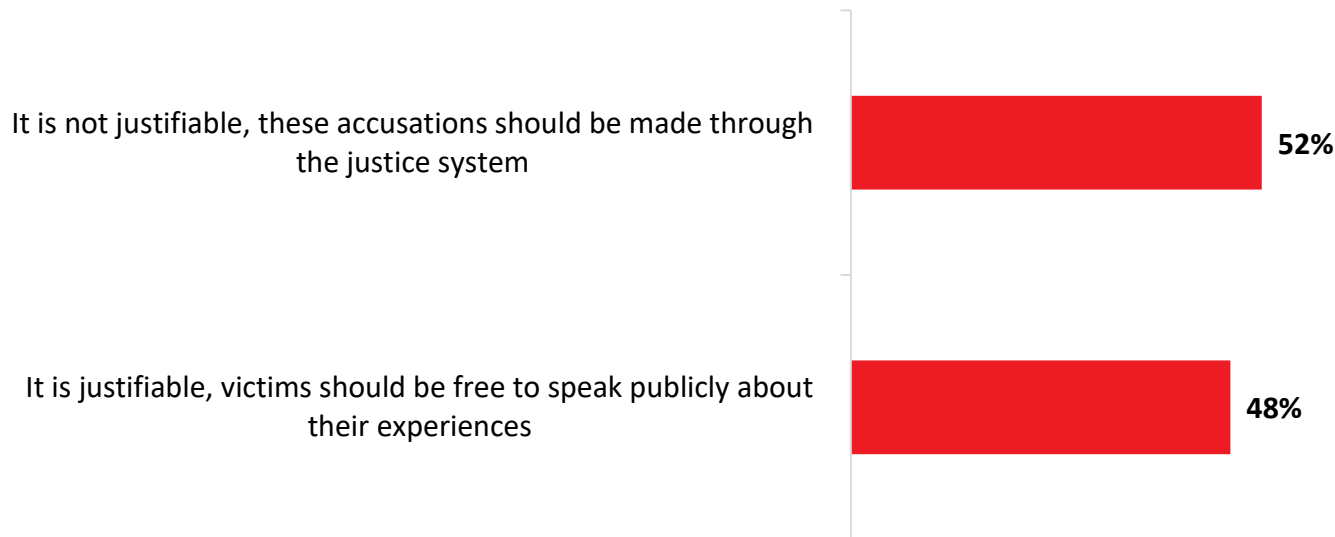 It is not justifiable, these accusations should be made through
the justice system
52%
It is justifiable, victims should be free to speak publicly about
their experiences
48%